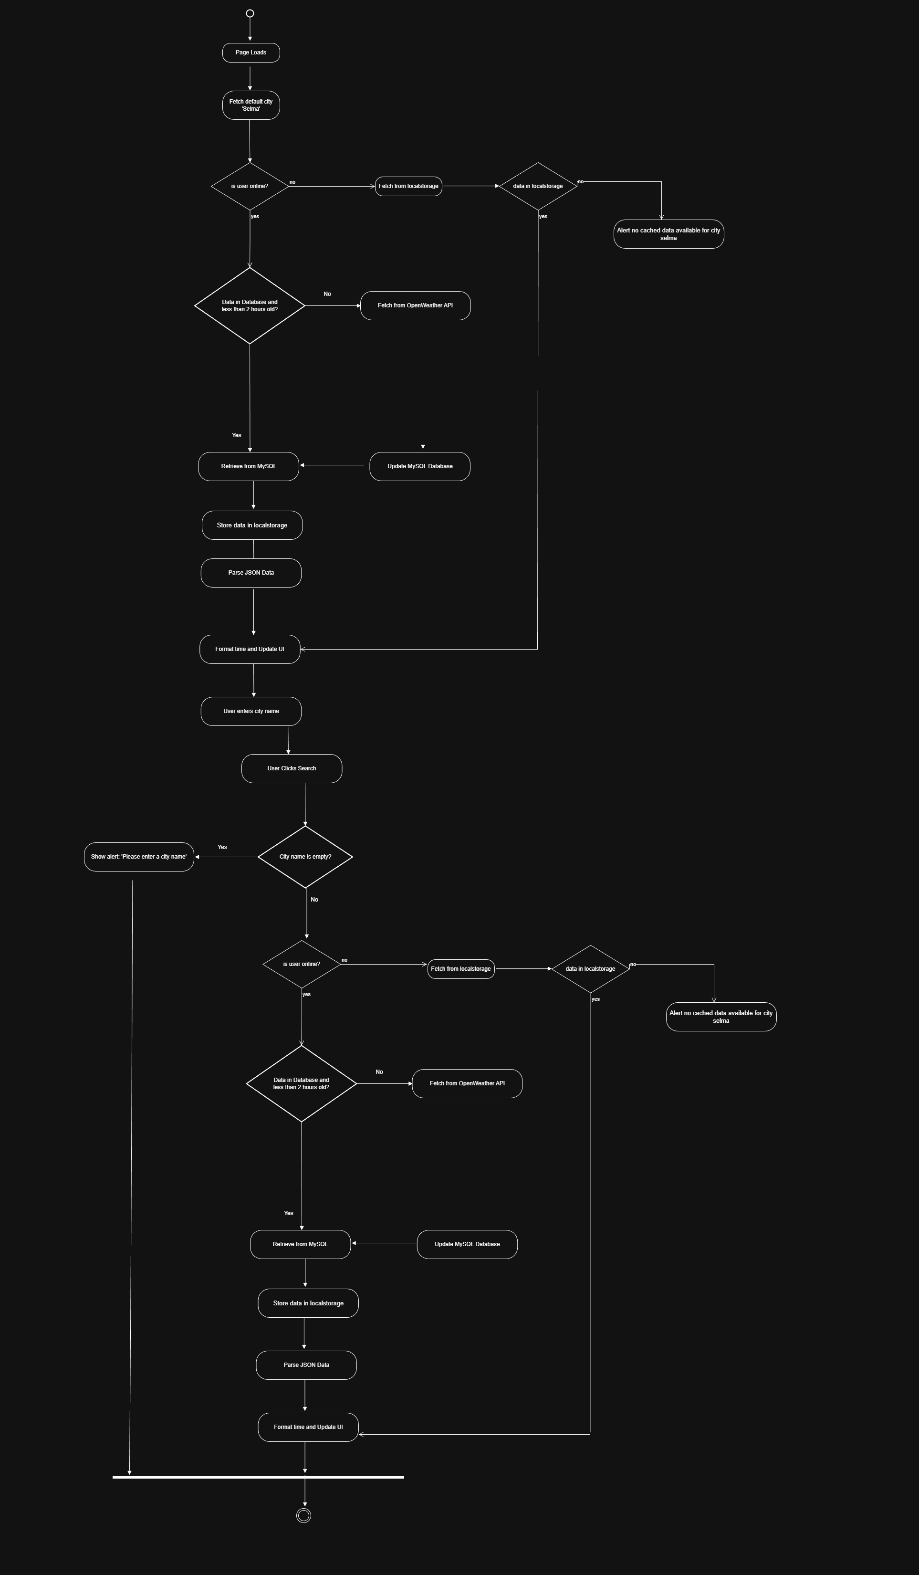 Page Loads
Fetch default city
'Selma'
is user online?
no
Fetch from localstorage
data in localstorage
no
yes
yes
Alert no cached data available for city
selma
Data in Database and
less than 2 hours old?
No
Fetch from OpenWeather API
Yes
Retrieve from MySQL
Update MySQL Database
Store data in localstorage
Parse JSON Data
Format time and Update UI
User enters city name
User Clicks Search
City name is empty?
Yes
Show alert: 'Please enter a city name'
No
is user online?
no
Fetch from localstorage
data in localstorage
no
yes
yes
Alert no cached data available for city
selma
Data in Database and
less than 2 hours old?
No
Fetch from OpenWeather API
Yes
Retrieve from MySQL
Update MySQL Database
Store data in localstorage
Parse JSON Data
Format time and Update UI